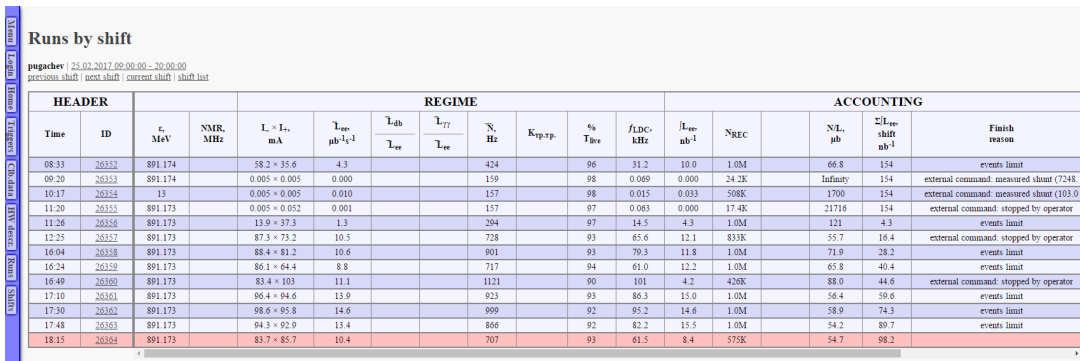 Menu
Login
Home
Triggers
Clb.data
HW descr.
Runs
Shifts
Runs by shift
pugachev | 25.02.2017 09:00:00 - 20:00:00
previous shift | next shift | current shift | shift list
HEADER REGIME ACCOUNTING
Time ID ε, MeV NMR, MHz I₋ × I₊, mA L̄ee, μb⁻¹s⁻¹ L̄db L̄ee L̄γγ L̄ee N̄, Hz Kтр.тр. % Tlive fLDC, kHz ∫Lee, nb⁻¹ NREC N/L, μb Σ∫Lee, shift nb⁻¹ Finish reason
08:33 26352 891.174 58.2 × 35.6 4.3 424 96 31.2 10.0 1.0M 66.8 154 events limit
09:20 26353 891.174 0.005 × 0.005 0.000 159 98 0.069 0.000 24.2K Infinity 154 external command: measured shunt (7248.
10:17 26354 13 0.005 × 0.005 0.010 157 98 0.015 0.033 508K 1700 154 external command: measured shunt (103.0
11:20 26355 891.173 0.005 × 0.052 0.001 157 97 0.063 0.000 17.4K 21716 154 external command: stopped by operator
11:26 26356 891.173 13.9 × 37.3 1.3 294 97 14.5 4.3 1.0M 121 4.3 events limit
12:25 26357 891.173 87.3 × 73.2 10.5 728 93 65.6 12.1 833K 55.7 16.4 external command: stopped by operator
16:04 26358 891.173 88.4 × 81.2 10.6 901 93 79.3 11.8 1.0M 71.9 28.2 events limit
16:24 26359 891.173 86.1 × 64.4 8.8 717 94 61.0 12.2 1.0M 65.8 40.4 events limit
16:49 26360 891.173 83.4 × 103 11.1 1121 90 101 4.2 426K 88.0 44.6 external command: stopped by operator
17:10 26361 891.173 96.4 × 94.6 13.9 923 93 86.3 15.0 1.0M 56.4 59.6 events limit
17:30 26362 891.173 98.6 × 95.8 14.6 999 92 95.2 14.6 1.0M 58.9 74.3 events limit
17:48 26363 891.173 94.3 × 92.9 13.4 866 92 82.2 15.5 1.0M 54.2 89.7 events limit
18:15 26364 891.173 83.7 × 85.7 10.4 707 93 61.5 8.4 575K 54.7 98.2